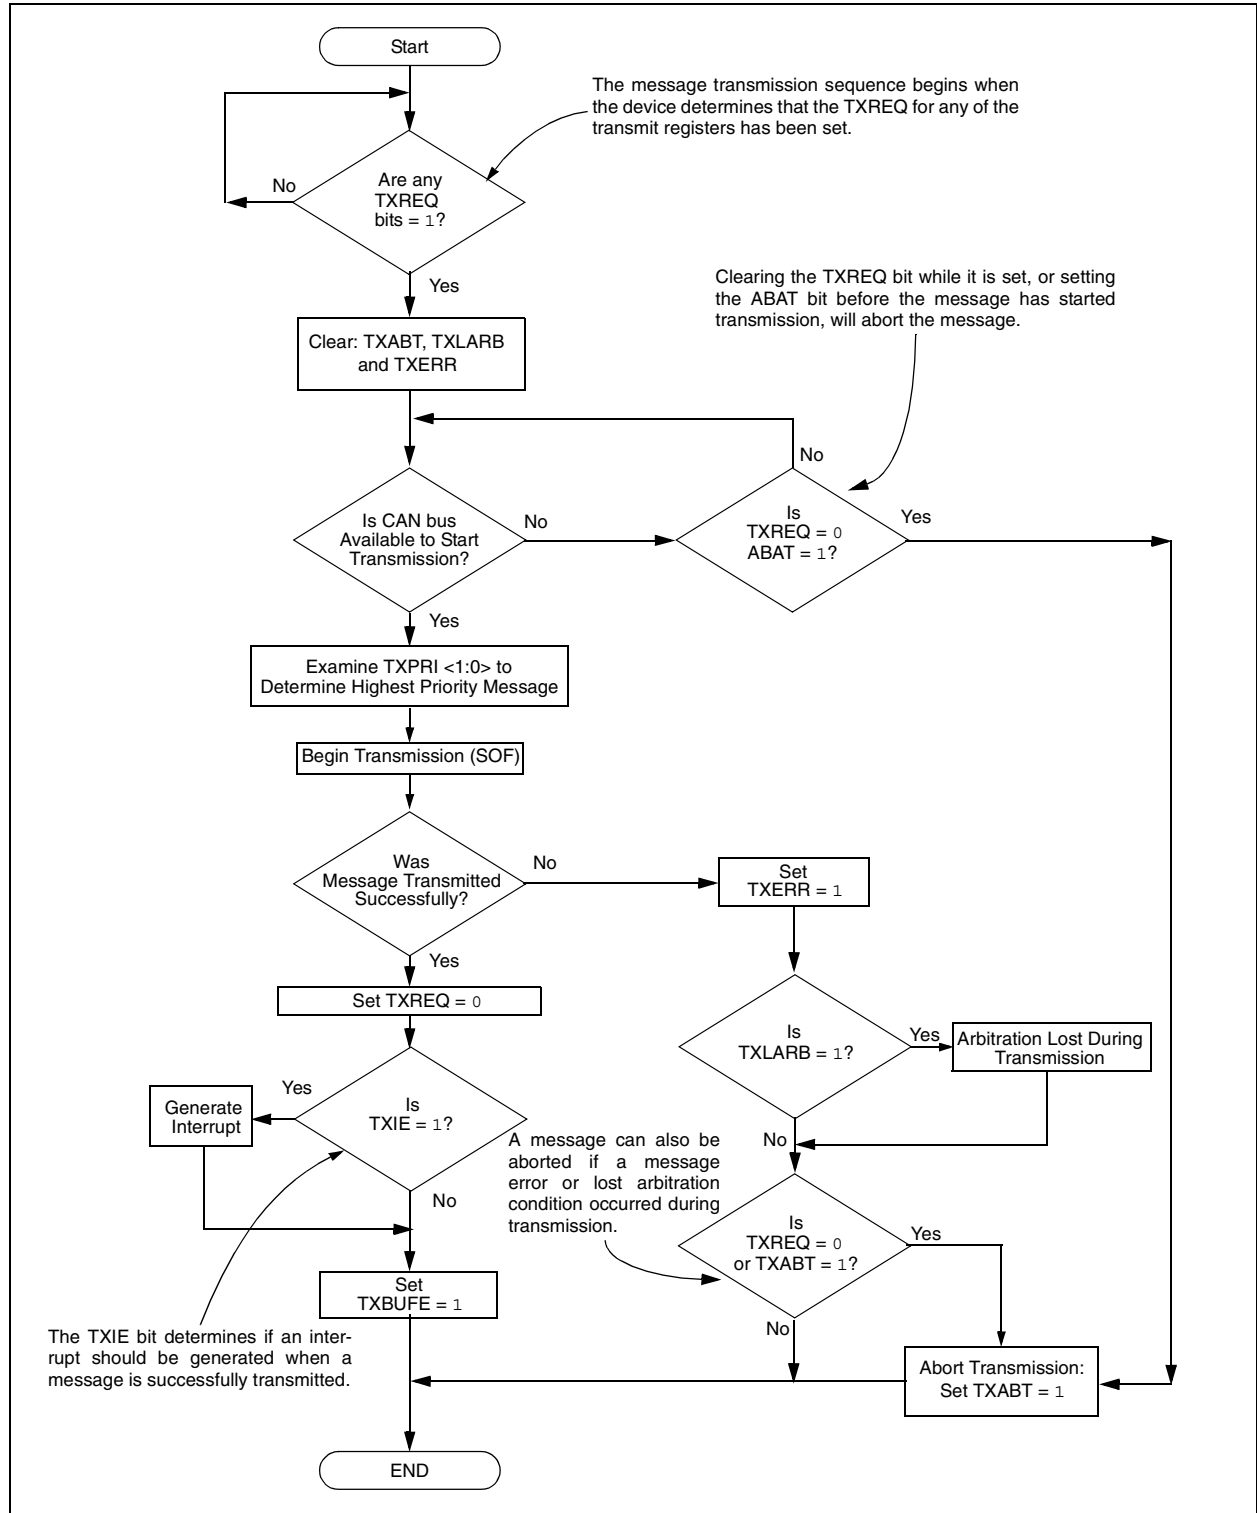 Start
The message transmission sequence begins when
the device determines that the TXREQ for any of the
transmit registers has been set.
No
Are any
TXREQ
bits = 1?
Yes
Clearing the TXREQ bit while it is set, or setting
the ABAT bit before the message has started
transmission, will abort the message.
Clear: TXABT, TXLARB
and TXERR
No
Is CAN bus
Available to Start
Transmission?
No
Is
TXREQ = 0
ABAT = 1?
Yes
Yes
Examine TXPRI <1:0> to
Determine Highest Priority Message
Begin Transmission (SOF)
Was
Message Transmitted
Successfully?
No
Set
TXERR = 1
Yes
Set TXREQ = 0
Is
TXLARB = 1?
Yes
Arbitration Lost During
Transmission
Yes
Generate
Interrupt
Is
TXIE = 1?
No
A message can also be
aborted if a message
error or lost arbitration
condition occurred during
transmission.
No
Is
TXREQ = 0
or TXABT = 1?
Yes
Set
TXBUFE = 1
The TXIE bit determines if an inter-
rupt should be generated when a
message is successfully transmitted.
No
Abort Transmission:
Set TXABT = 1
END